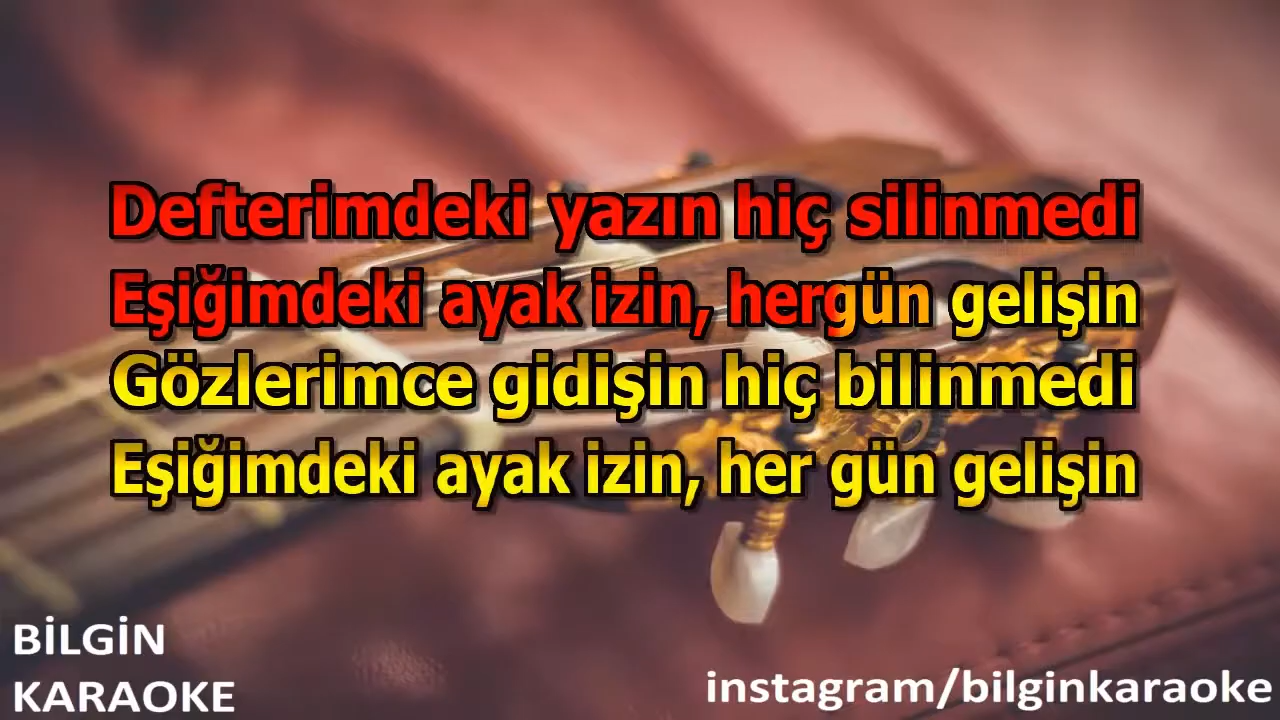 Defterimdeki yazın hiç silinmedi
Eşiğimdeki ayak izin, hergün gelişin
Gözlerimce gidişin hiç bilinmedi
Eşiğimdeki ayak izin, her gün gelişin
BİLGİN
KARAOKE
instagram/bilginkaraoke